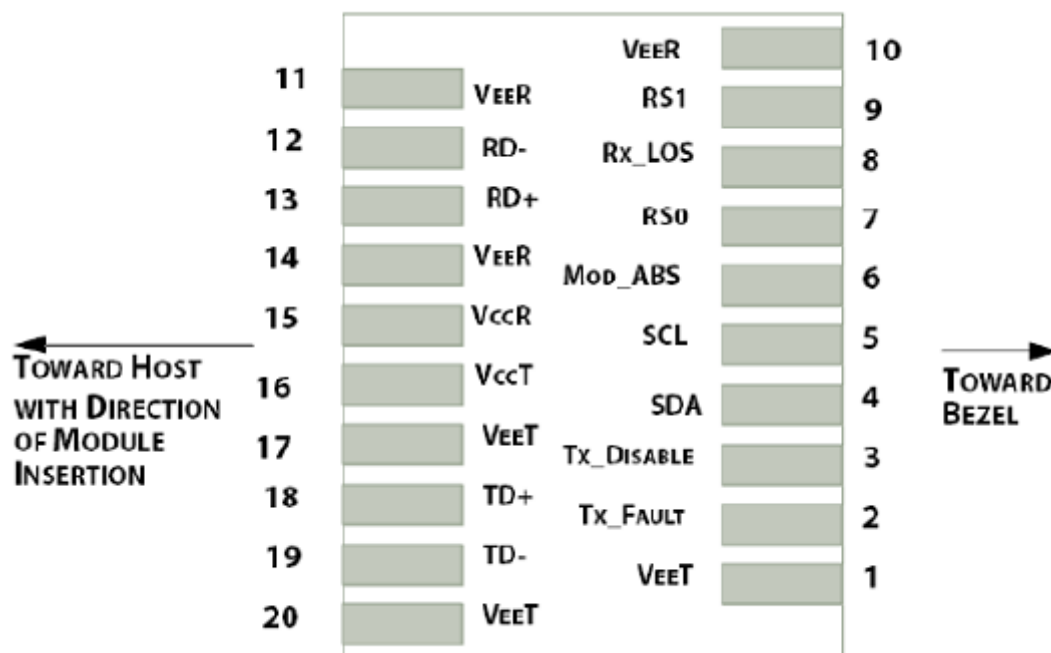 11 VEER
12 RD-
13 RD+
14 VEER
15 VCCR
16 VCCT
17 VEET
18 TD+
19 TD-
20 VEET
VEER 10
RS1 9
RX_LOS 8
RS0 7
MOD_ABS 6
SCL 5
SDA 4
TX_DISABLE 3
TX_FAULT 2
VEET 1
TOWARD HOST
WITH DIRECTION
OF MODULE
INSERTION
TOWARD
BEZEL